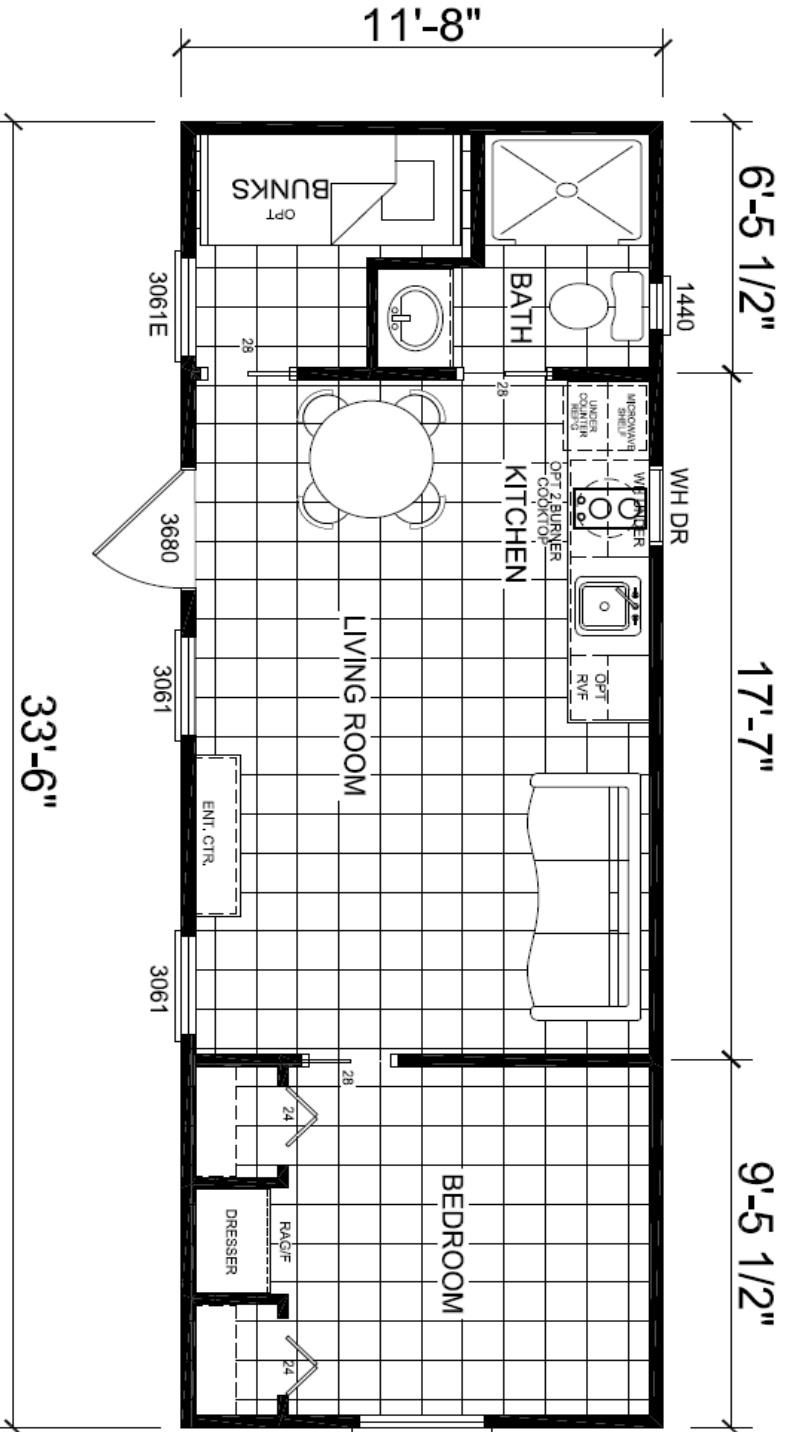 11'-8"
6'-5 1/2"
17'-7"
9'-5 1/2"
33'-6"
OPT
BUNKS
BATH
1440
3061E
28
28
MICROWAVE
SHELF
UNDER
COUNTER
REFG
WH UNDER
WH DR
OPT 2 BURNER
COOKTOP
KITCHEN
3680
LIVING ROOM
OPT
RVF
3061
ENT. CTR.
3061
28
24
BEDROOM
RAG/F
DRESSER
24